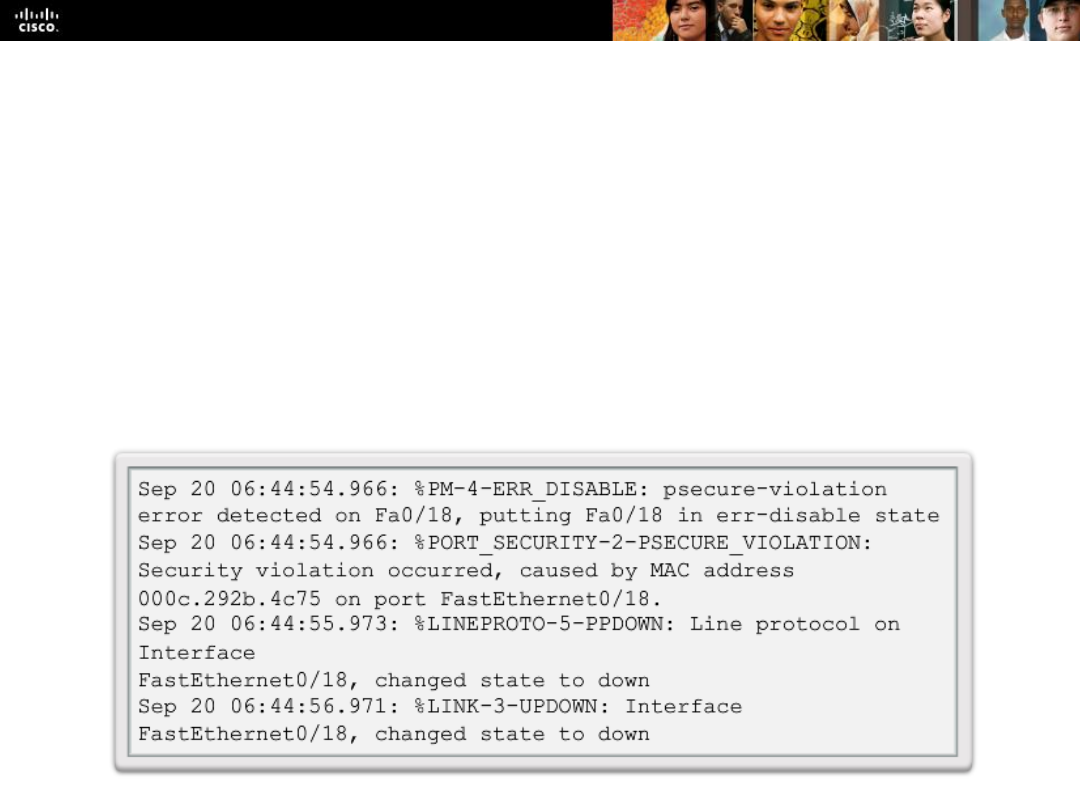 CISCO.
Sep 20 06:44:54.966: %PM-4-ERR_DISABLE: psecure-violation
error detected on Fa0/18, putting Fa0/18 in err-disable state
Sep 20 06:44:54.966: %PORT_SECURITY-2-PSECURE_VIOLATION:
Security violation occurred, caused by MAC address
000c.292b.4c75 on port FastEthernet0/18.
Sep 20 06:44:55.973: %LINEPROTO-5-PPDOWN: Line protocol on
Interface
FastEthernet0/18, changed state to down
Sep 20 06:44:56.971: %LINK-3-UPDOWN: Interface
FastEthernet0/18, changed state to down